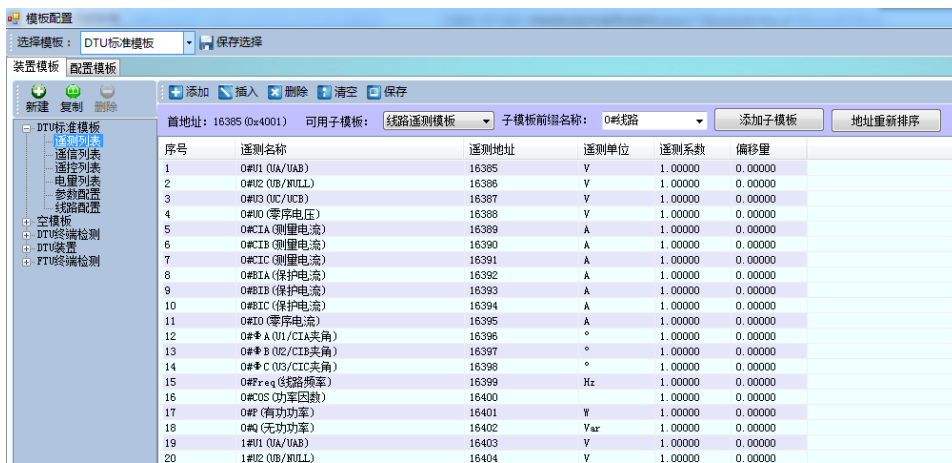 模板配置
选择模板： DTU标准模板 保存选择
装置模板 配置模板
新建 复制 删除
添加 插入 删除 清空 保存
首地址：16385(0x4001) 可用子模板： 线路遥测模板 子模板前缀名称： 0#线路 添加子模板 地址重新排序
DTU标准模板
遥测列表
遥信列表
遥控列表
电量列表
参数配置
线路配置
空模板
DTU终端检测
DTU装置
FTU终端检测
序号 遥测名称 遥测地址 遥测单位 遥测系数 偏移量
1 0#U1(UA/UAB) 16385 V 1.00000 0.00000
2 0#U2(UB/NULL) 16386 V 1.00000 0.00000
3 0#U3(UC/UCB) 16387 V 1.00000 0.00000
4 0#U0(零序电压) 16388 V 1.00000 0.00000
5 0#CIA(测量电流) 16389 A 1.00000 0.00000
6 0#CIB(测量电流) 16390 A 1.00000 0.00000
7 0#CIC(测量电流) 16391 A 1.00000 0.00000
8 0#BIA(保护电流) 16392 A 1.00000 0.00000
9 0#BIB(保护电流) 16393 A 1.00000 0.00000
10 0#BIC(保护电流) 16394 A 1.00000 0.00000
11 0#I0(零序电流) 16395 A 1.00000 0.00000
12 0#ΦA(U1/CIA夹角) 16396 ° 1.00000 0.00000
13 0#ΦB(U2/CIB夹角) 16397 ° 1.00000 0.00000
14 0#ΦC(U3/CIC夹角) 16398 ° 1.00000 0.00000
15 0#Freq(线路频率) 16399 Hz 1.00000 0.00000
16 0#COS(功率因数) 16400 1.00000 0.00000
17 0#P(有功功率) 16401 W 1.00000 0.00000
18 0#Q(无功功率) 16402 Var 1.00000 0.00000
19 1#U1(UA/UAB) 16403 V 1.00000 0.00000
20 1#U2(UB/NULL) 16404 V 1.00000 0.00000